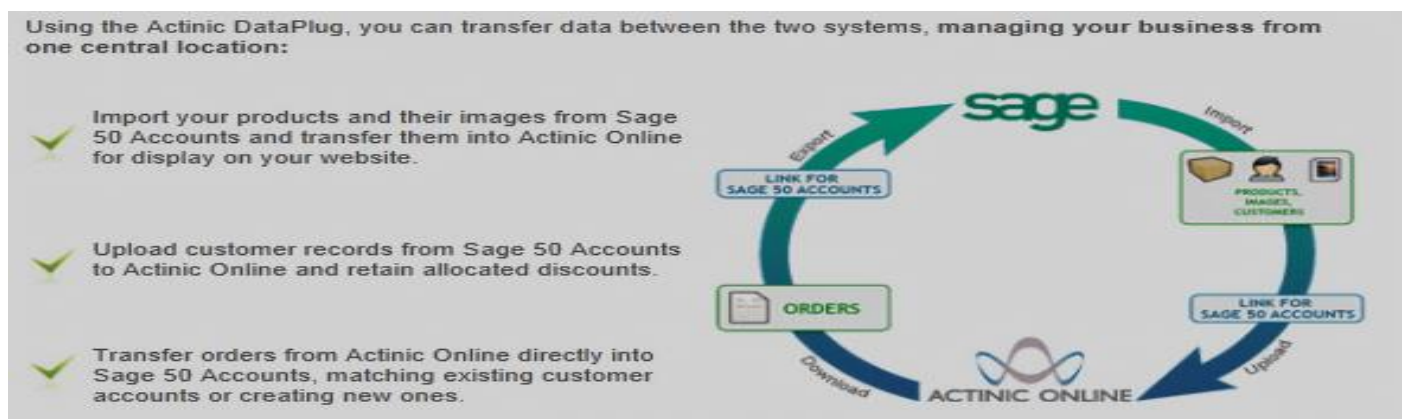 Using the Actinic DataPlug, you can transfer data between the two systems, managing your business from
one central location:
Import your products and their images from Sage
50 Accounts and transfer them into Actinic Online
for display on your website.
Upload customer records from Sage 50 Accounts
to Actinic Online and retain allocated discounts.
Transfer orders from Actinic Online directly into
Sage 50 Accounts, matching existing customer
accounts or creating new ones.
sage
Import
PRODUCTS,
IMAGES,
CUSTOMERS
LINK FOR
SAGE 50 ACCOUNTS
Upload
ACTINIC ONLINE
Download
ORDERS
LINK FOR
SAGE 50 ACCOUNTS
Export